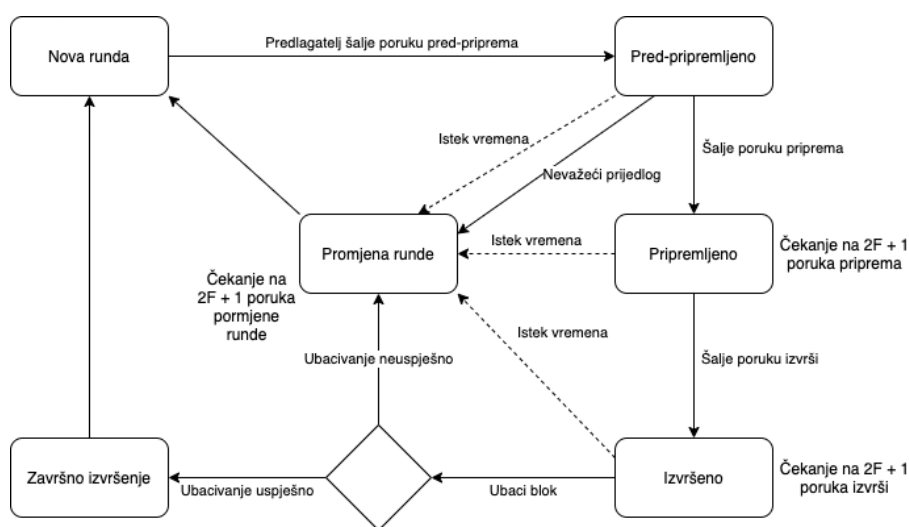 Predlagatelj šalje poruku pred-priprema
Nova runda
Pred-pripremljeno
Istek vremena
Šalje poruku priprema
Nevažeći prijedlog
Promjena runde
Istek vremena
Pripremljeno
Čekanje na 2F + 1
poruka priprema
Čekanje na
2F + 1 poruka
pormjene
runde
Istek vremena
Ubacivanje neuspješno
Šalje poruku izvrši
Završno izvršenje
Ubacivanje uspješno
Ubaci blok
Izvršeno
Čekanje na 2F + 1
poruka izvrši